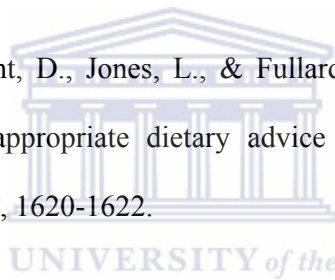 nt, D., Jones, L., & Fullard
appropriate dietary advice
, 1620-1622.
UNIVERSITY of the